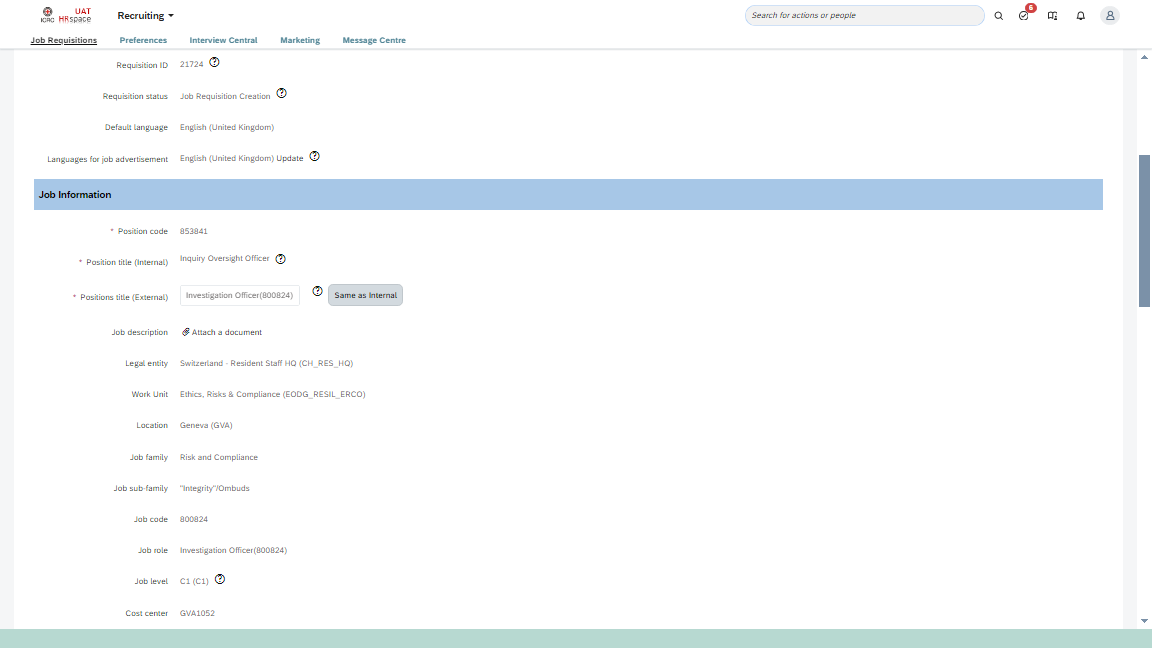 ICRC
UAT
HRspace
Recruiting
Search for actions or people
6
Job Requisitions
Preferences
Interview Central
Marketing
Message Centre
Requisition ID 21724
Requisition status Job Requisition Creation
Default language English (United Kingdom)
Languages for job advertisement English (United Kingdom) Update
Job Information
* Position code 853841
* Position title (Internal) Inquiry Oversight Officer
* Positions title (External) Investigation Officer(800824) Same as Internal
Job description Attach a document
Legal entity Switzerland - Resident Staff HQ (CH_RES_HQ)
Work Unit Ethics, Risks & Compliance (EODG_RESIL_ERCO)
Location Geneva (GVA)
Job family Risk and Compliance
Job sub-family "Integrity"/Ombuds
Job code 800824
Job role Investigation Officer(800824)
Job level C1 (C1)
Cost center GVA1052